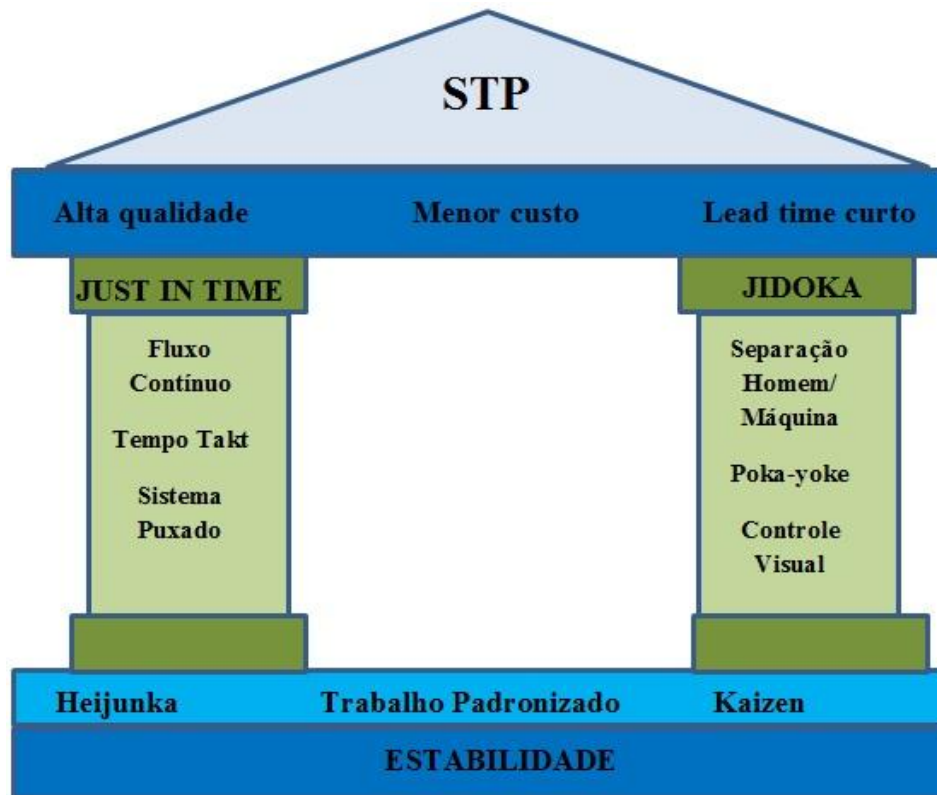 STP
Alta qualidade Menor custo Lead time curto
JUST IN TIME
Fluxo
Contínuo
Tempo Takt
Sistema
Puxado
JIDOKA
Separação
Homem/
Máquina
Poka-yoke
Controle
Visual
Heijunka Trabalho Padronizado Kaizen
ESTABILIDADE